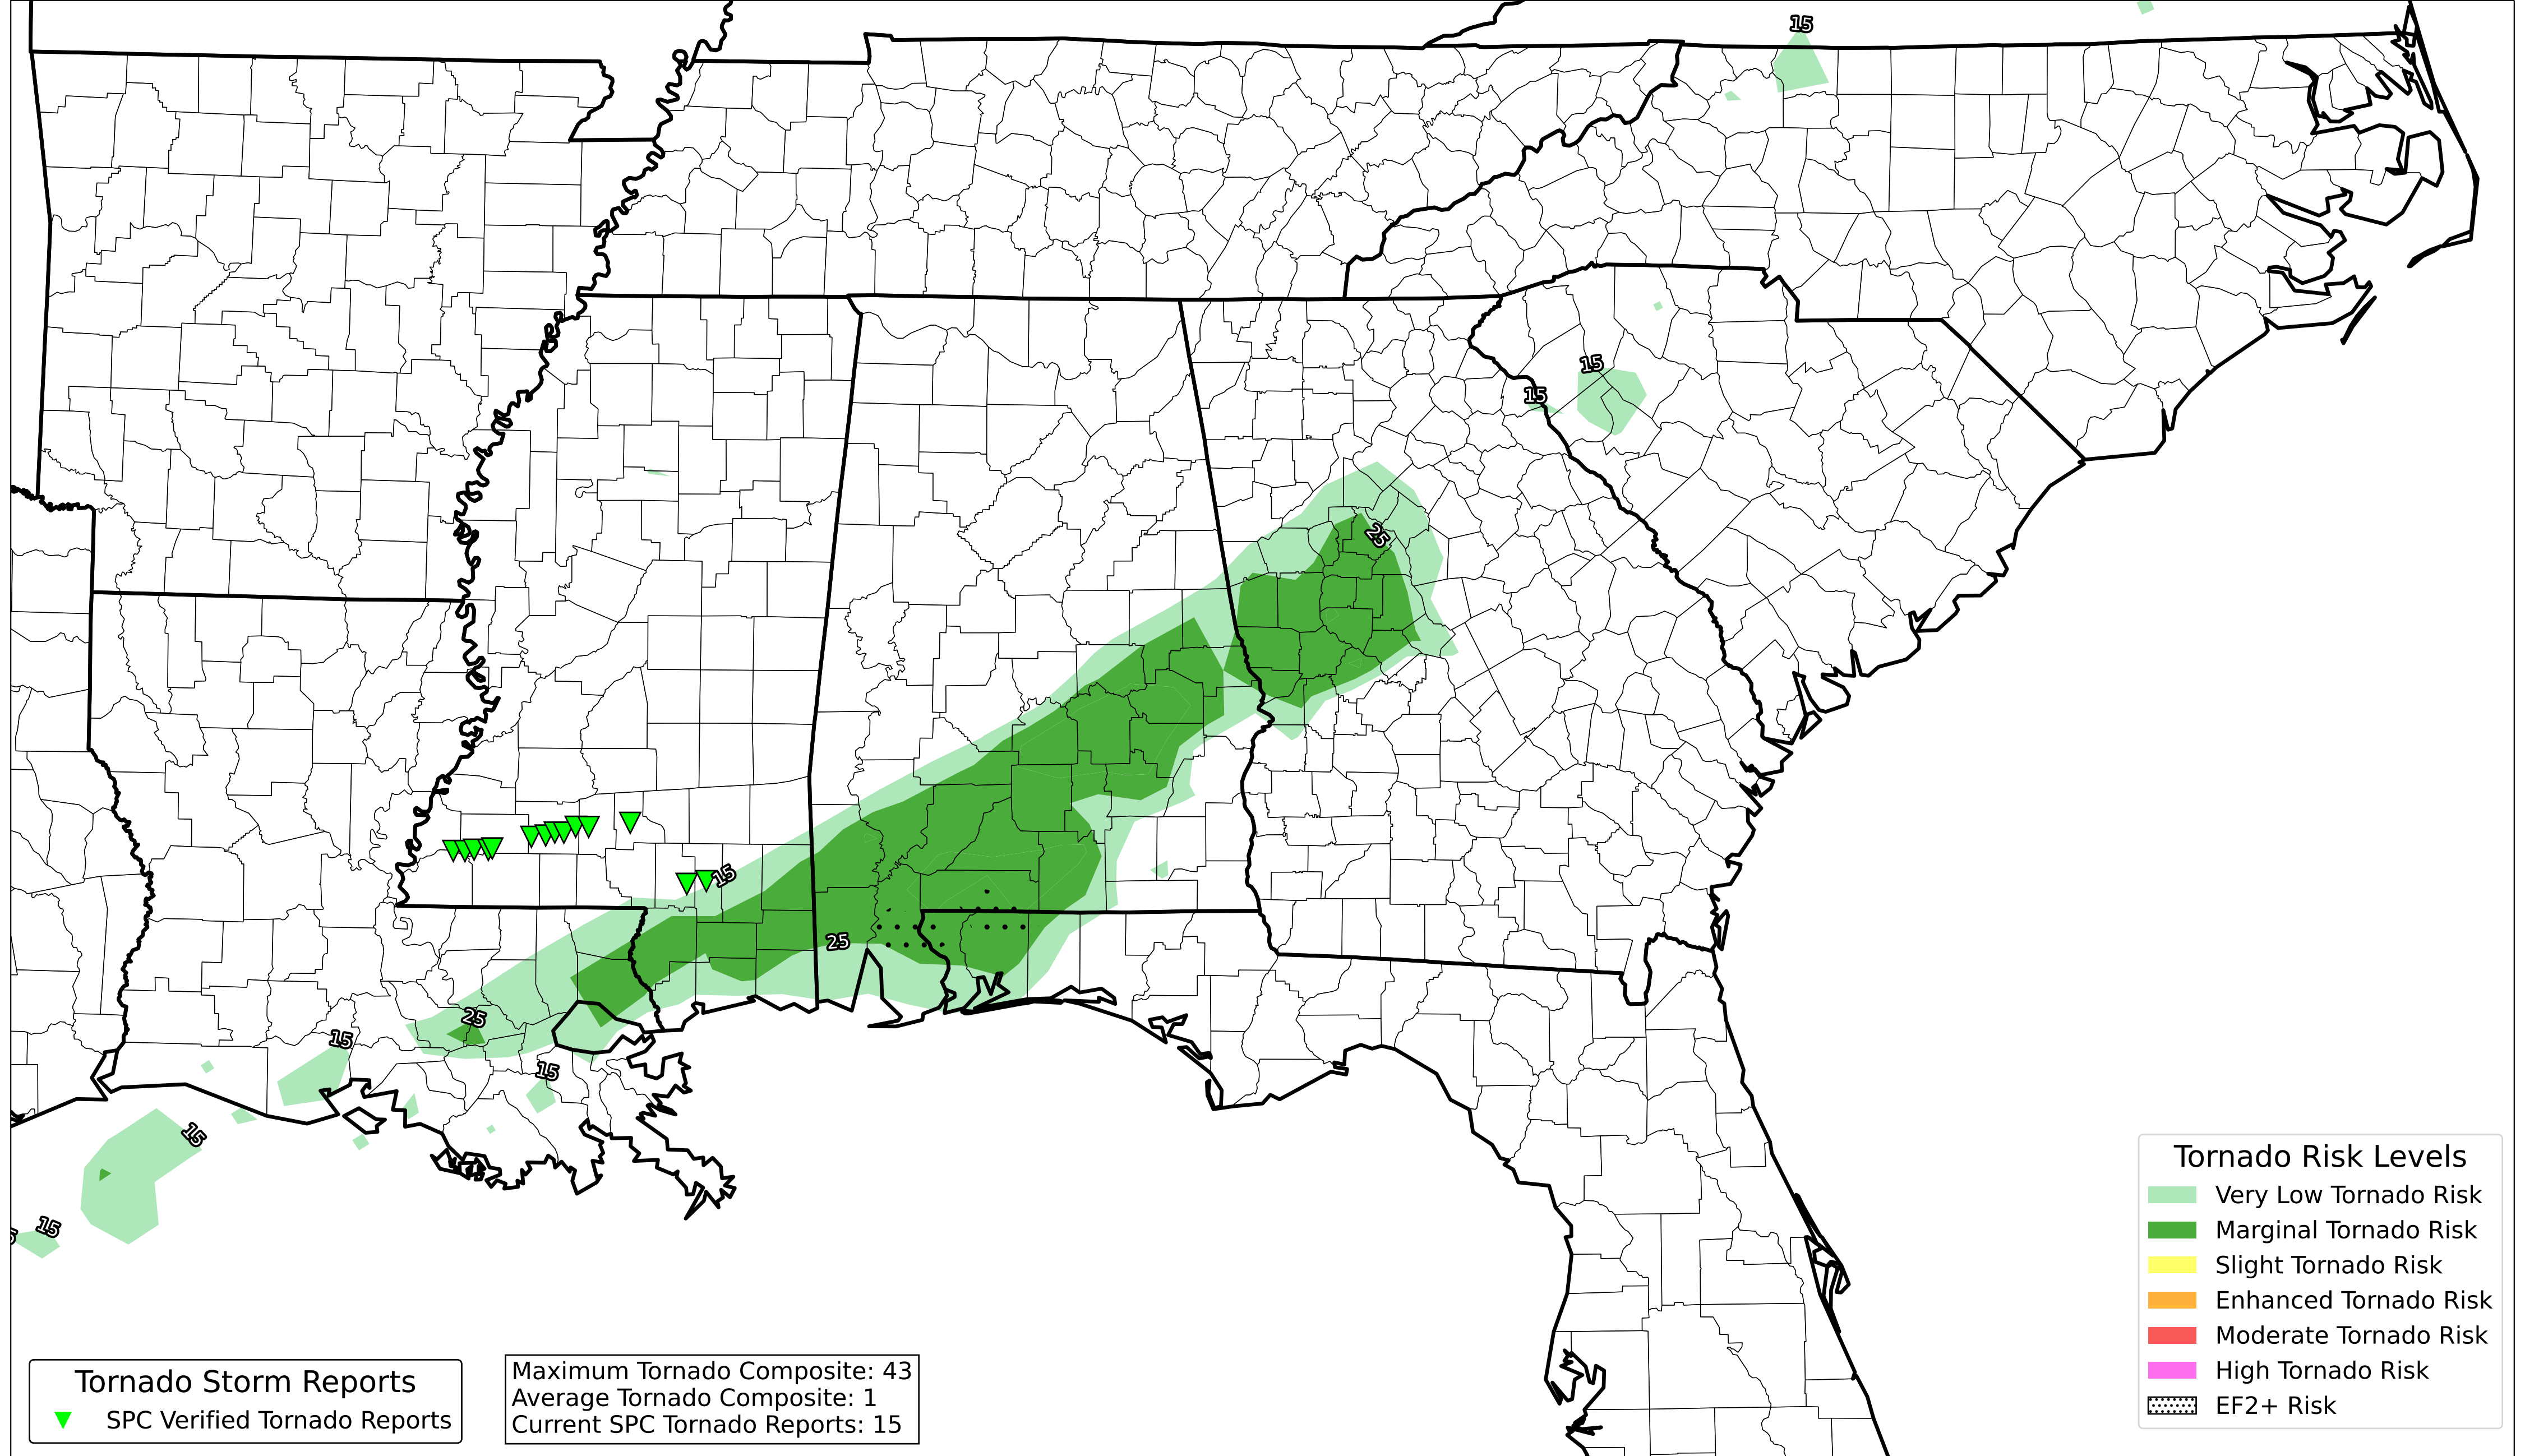 15
15
15
25
15
25
25
15
15
15
15
Tornado Risk Levels
Very Low Tornado Risk
Marginal Tornado Risk
Slight Tornado Risk
Enhanced Tornado Risk
Moderate Tornado Risk
High Tornado Risk
EF2+ Risk
Tornado Storm Reports
SPC Verified Tornado Reports
Maximum Tornado Composite: 43
Average Tornado Composite: 1
Current SPC Tornado Reports: 15